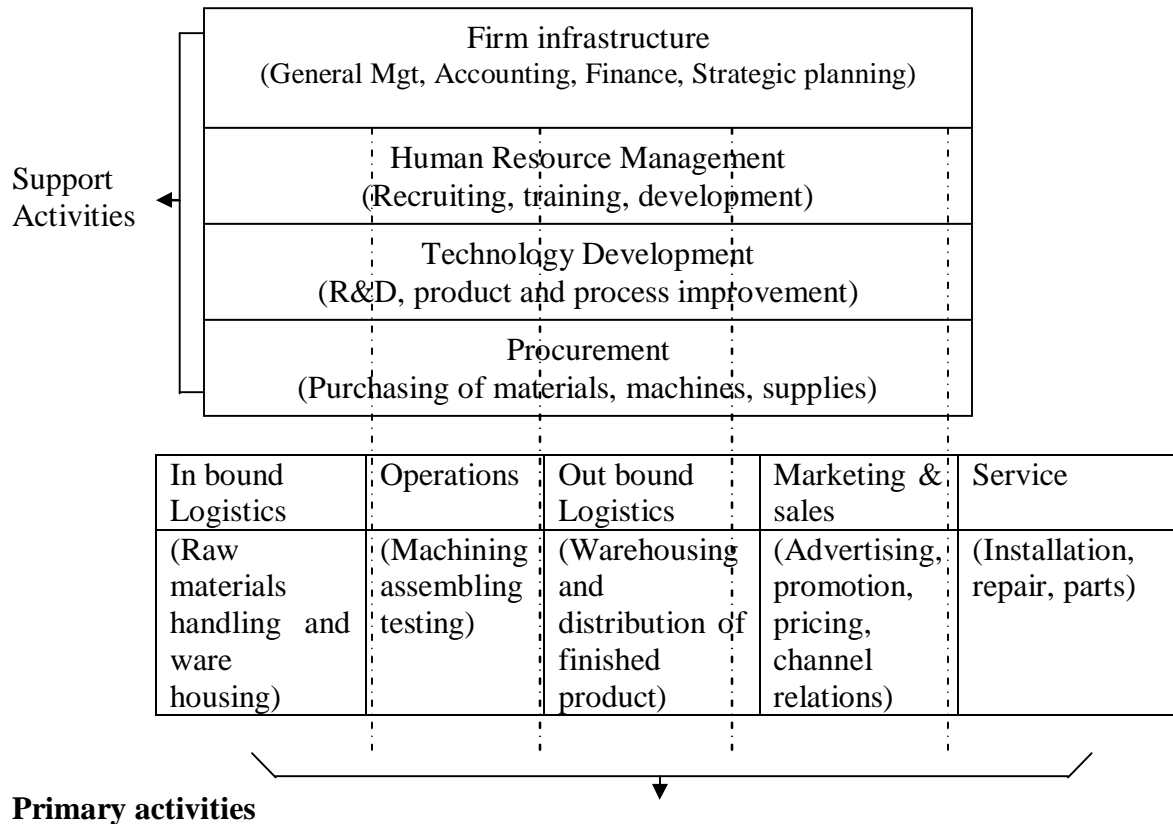 Firm infrastructure
(General Mgt, Accounting, Finance, Strategic planning)
Human Resource Management
(Recruiting, training, development)
Support
Activities
Technology Development
(R&D, product and process improvement)
Procurement
(Purchasing of materials, machines, supplies)
In bound
Logistics
Operations
Out bound
Logistics
Marketing &
sales
Service
(Raw
materials
handling and
ware
housing)
(Machining
assembling
testing)
(Warehousing
and
distribution of
finished
product)
(Advertising,
promotion,
pricing,
channel
relations)
(Installation,
repair, parts)
Primary activities